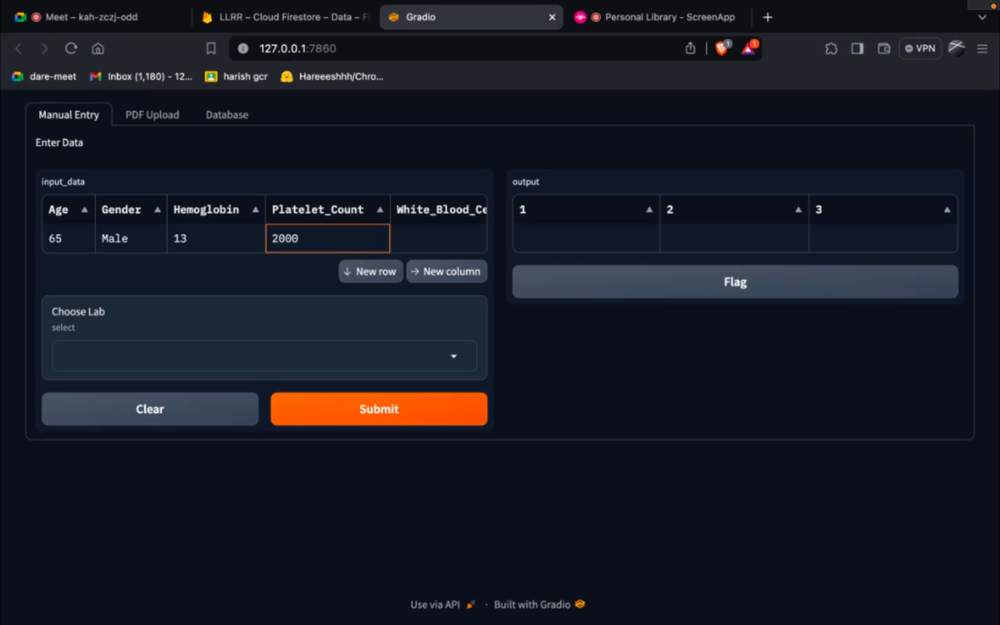 Meet – kah-zczj-odd
LLRR – Cloud Firestore – Data –
Gradio
Personal Library - ScreenApp
127.0.0.1:7860
1
1
VPN
dare-meet
Inbox (1,180) - 12...
harish gcr
Hareeeshhh/Chro...
Manual Entry
PDF Upload
Database
Enter Data
input_data
Age
Gender
Hemoglobin
Platelet_Count
White_Blood_Ce
65
Male
13
2000
↓ New row
→ New column
Choose Lab
select
Clear
Submit
output
1
2
3
Flag
Use via API
· Built with Gradio